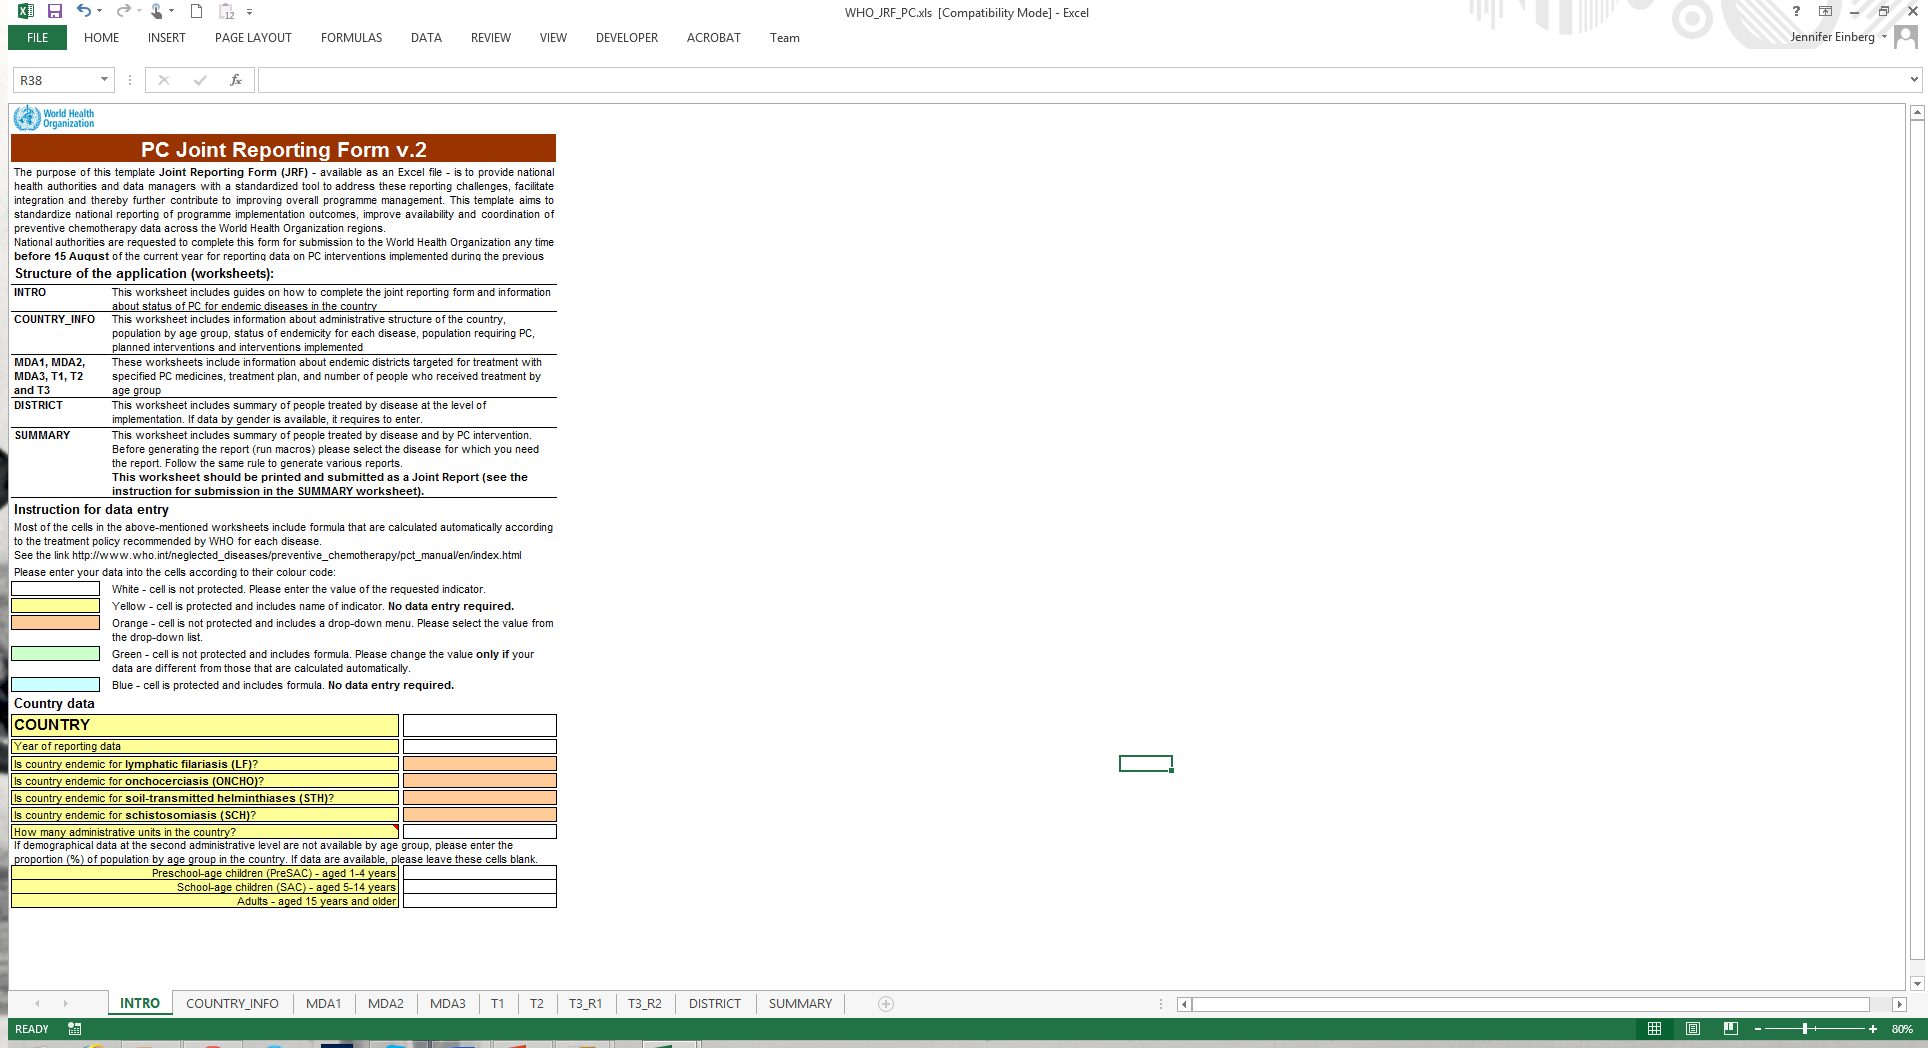 WHO_JRF_PC.xls [Compatibility Mode] - Excel
FILE HOME INSERT PAGE LAYOUT FORMULAS DATA REVIEW VIEW DEVELOPER ACROBAT Team
Jennifer Einberg
R38
fx
World Health
Organization
PC Joint Reporting Form v.2
The purpose of this template Joint Reporting Form (JRF) - available as an Excel file - is to provide national
health authorities and data managers with a standardized tool to address these reporting challenges, facilitate
integration and thereby further contribute to improving overall programme management. This template aims to
standardize national reporting of programme implementation outcomes, improve availability and coordination of
preventive chemotherapy data across the World Health Organization regions.
National authorities are requested to complete this form for submission to the World Health Organization any time
before 15 August of the current year for reporting data on PC interventions implemented during the previous
Structure of the application (worksheets):
INTRO This worksheet includes guides on how to complete the joint reporting form and information
about status of PC for endemic diseases in the country
COUNTRY_INFO This worksheet includes information about administrative structure of the country,
population by age group, status of endemicity for each disease, population requiring PC,
planned interventions and interventions implemented
MDA1, MDA2, These worksheets include information about endemic districts targeted for treatment with
MDA3, T1, T2 specified PC medicines, treatment plan, and number of people who received treatment by
and T3 age group
DISTRICT This worksheet includes summary of people treated by disease at the level of
implementation. If data by gender is available, it requires to enter.
SUMMARY This worksheet includes summary of people treated by disease and by PC intervention.
Before generating the report (run macros) please select the disease for which you need
the report. Follow the same rule to generate various reports.
This worksheet should be printed and submitted as a Joint Report (see the
instruction for submission in the SUMMARY worksheet).
Instruction for data entry
Most of the cells in the above-mentioned worksheets include formula that are calculated automatically according
to the treatment policy recommended by WHO for each disease.
See the link http://www.who.int/neglected_diseases/preventive_chemotherapy/pct_manual/en/index.html
Please enter your data into the cells according to their colour code:
White - cell is not protected. Please enter the value of the requested indicator.
Yellow - cell is protected and includes name of indicator. No data entry required.
Orange - cell is not protected and includes a drop-down menu. Please select the value from
the drop-down list.
Green - cell is not protected and includes formula. Please change the value only if your
data are different from those that are calculated automatically.
Blue - cell is protected and includes formula. No data entry required.
Country data
COUNTRY
Year of reporting data
Is country endemic for lymphatic filariasis (LF)?
Is country endemic for onchocerciasis (ONCHO)?
Is country endemic for soil-transmitted helminthiases (STH)?
Is country endemic for schistosomiasis (SCH)?
How many administrative units in the country?
If demographical data at the second administrative level are not available by age group, please enter the
proportion (%) of population by age group in the country. If data are available, please leave these cells blank.
Preschool-age children (PreSAC) - aged 1-4 years
School-age children (SAC) - aged 5-14 years
Adults - aged 15 years and older
INTRO COUNTRY_INFO MDA1 MDA2 MDA3 T1 T2 T3_R1 T3_R2 DISTRICT SUMMARY
READY 80%